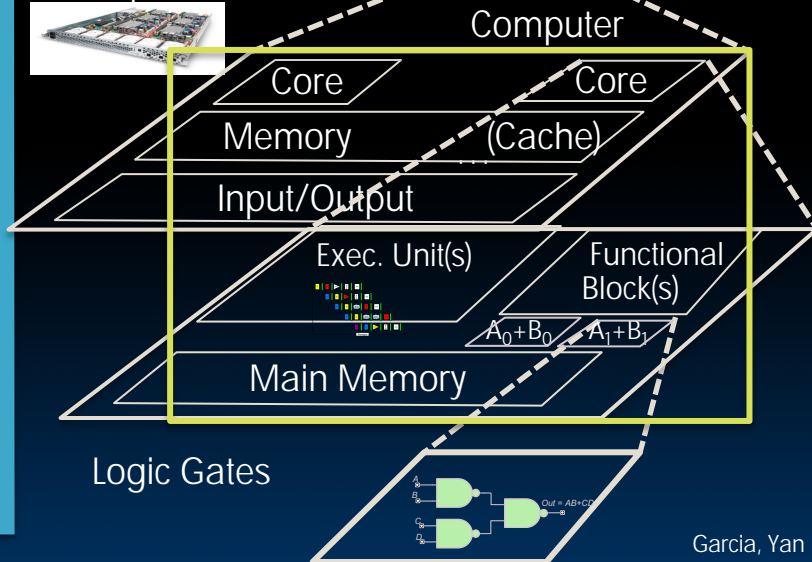 Computer
Core Core
Memory (Cache)
Input/Output
Exec. Unit(s)
Functional
Block(s)
A₀+B₀ A₁+B₁
Main Memory
Logic Gates
A
B
Out = AB+CD
C
D
Garcia, Yan